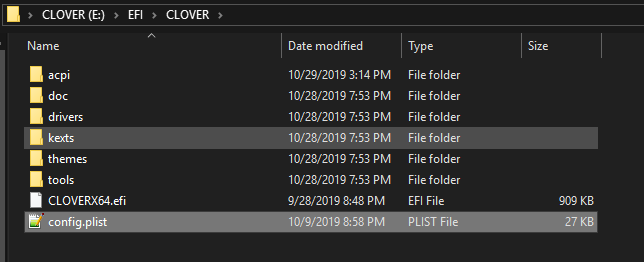 CLOVER (E:) > EFI > CLOVER
Name Date modified Type Size
acpi 10/29/2019 3:14 PM File folder
doc 10/28/2019 7:53 PM File folder
drivers 10/28/2019 7:53 PM File folder
kexts 10/28/2019 7:53 PM File folder
themes 10/28/2019 7:53 PM File folder
tools 10/28/2019 7:53 PM File folder
CLOVERX64.efi 9/28/2019 8:48 PM EFI File 909 KB
config.plist 10/9/2019 8:58 PM PLIST File 27 KB